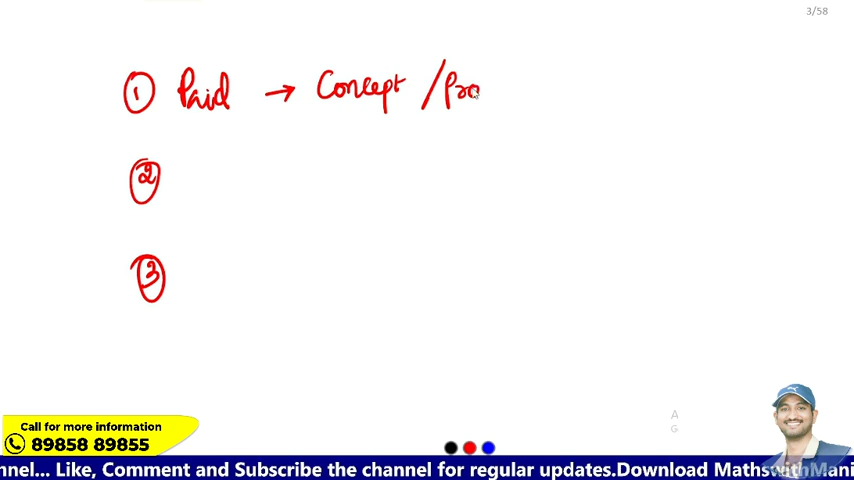 3/58
① Paid → Concept / Pro
②
③
A
G
Call for more information
89858 89855
nnel... Like, Comment and Subscribe the channel for regular updates.Download MathswithMani